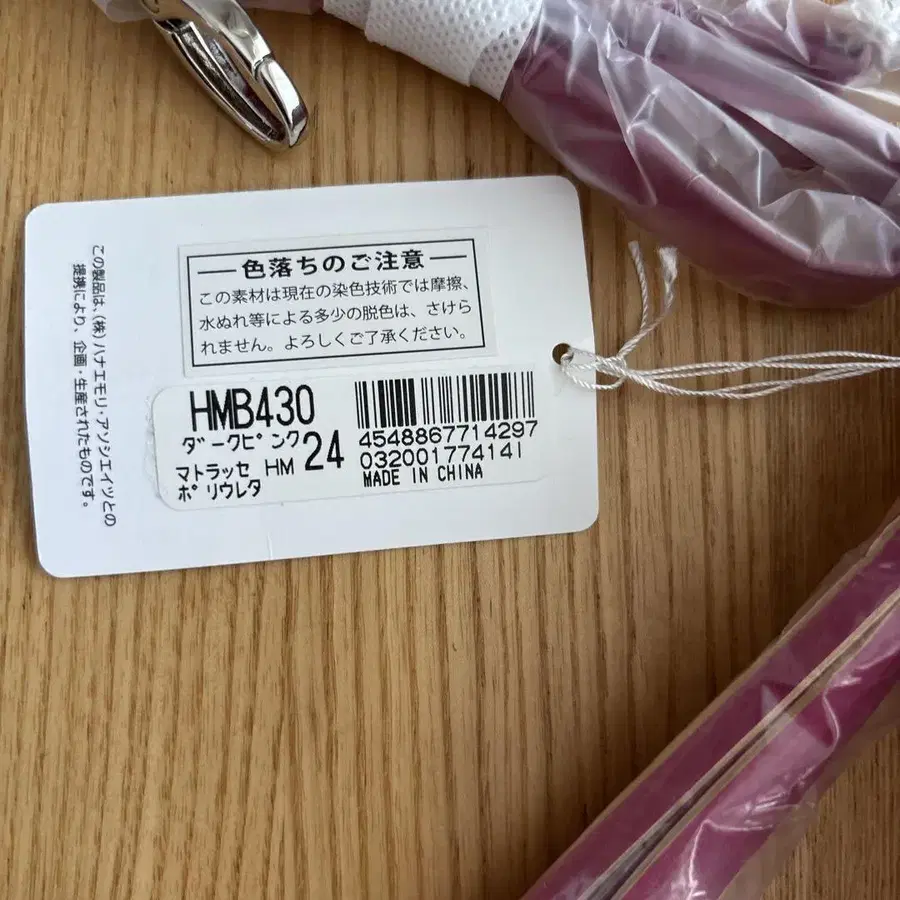 色落ちのご注意
この素材は現在の染色技術では摩擦、
水ぬれ等による多少の脱色は、さけら
れません。よろしくご了承ください。
HMB430
ダークピンク
マトラッセ HM 24
ポリウレタ
4548867714297
032001774141
MADE IN CHINA
この製品は、(株)ハナエモリ・アソシエイツとの
提携により、企画・生産されたものです。